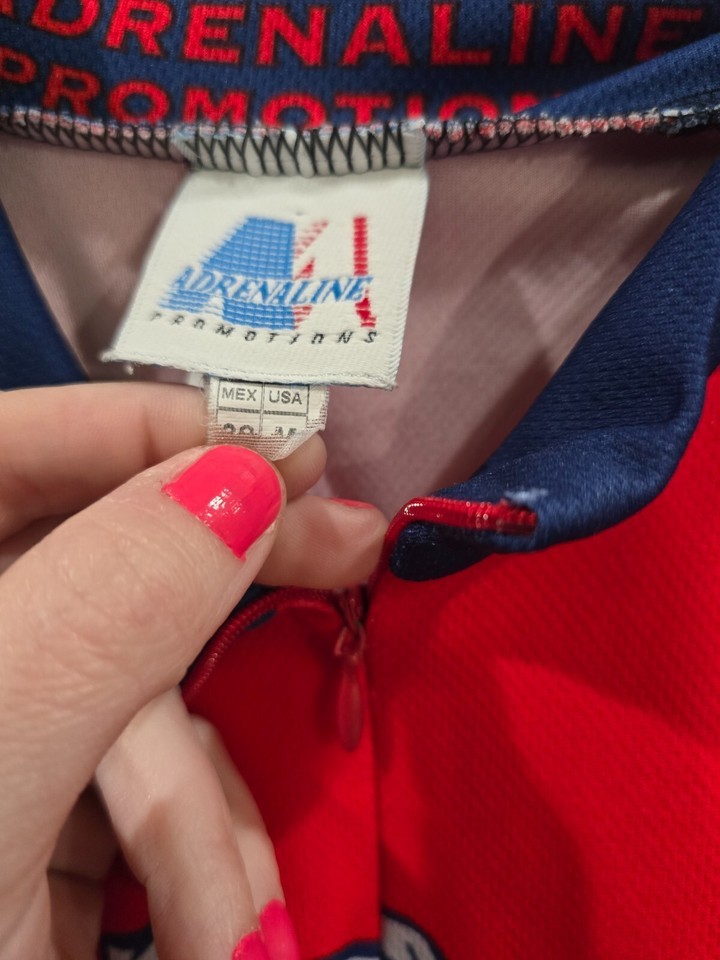 ADRENALINE
PROMOTION
ADRENALINE
PROMOTIONS
MEX USA